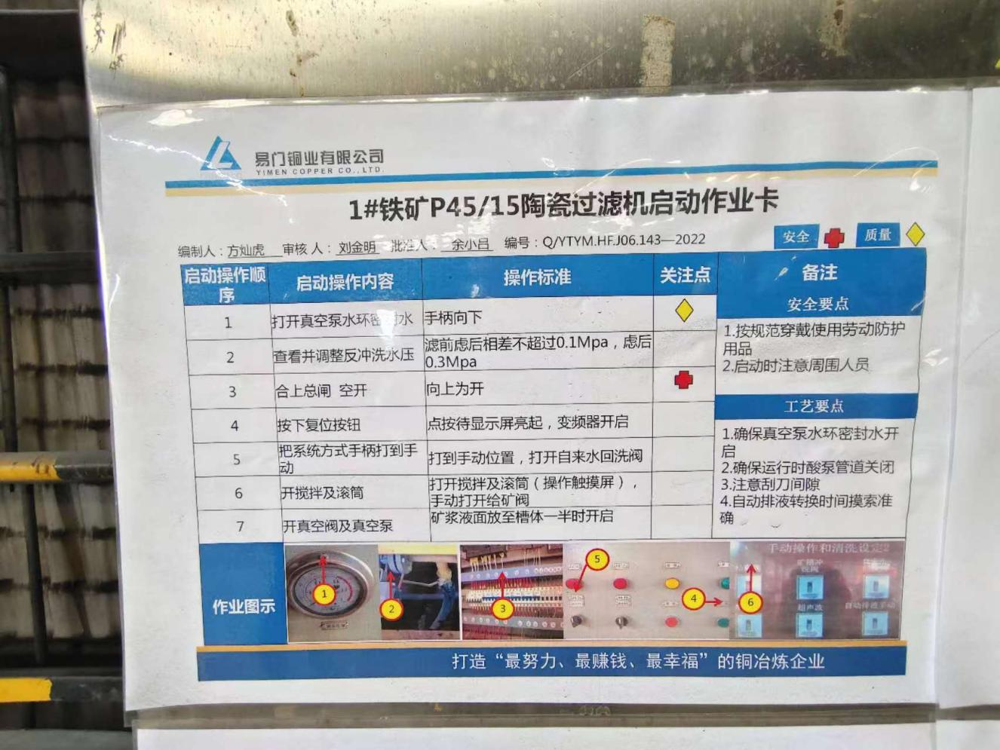 易门铜业有限公司
YIMEN COPPER CO., LTD.
1#铁矿P45/15陶瓷过滤机启动作业卡
编制人：方灿虎 审核人：刘金明 批准人：余小吕 编号：Q/YTYM.HF.J06.143—2022
安全 质量
启动操作顺序 启动操作内容 操作标准 关注点 备注
1 打开真空泵水环密封水 手柄向下
2 查看并调整反冲洗水压 滤前虑后相差不超过0.1Mpa，虑后
0.3Mpa
3 合上总闸 空开 向上为开
4 按下复位按钮 点按待显示屏亮起，变频器开启
5 把系统方式手柄打到手
动 打到手动位置，打开自来水回洗阀
6 开搅拌及滚筒 打开搅拌及滚筒（操作触摸屏），
手动打开给矿阀
7 开真空阀及真空泵 矿浆液面放至槽体一半时开启
安全要点
1.按规范穿戴使用劳动防护
用品
2.启动时注意周围人员
工艺要点
1.确保真空泵水环密封水开
启
2.确保运行时酸泵管道关闭
3.注意刮刀间隙
4.自动排液转换时间摸索准
确
作业图示
1 2 3 5 4 6
手动操作和清洗设定2
超声波 自动排液手动
打造“最努力、最赚钱、最幸福”的铜冶炼企业